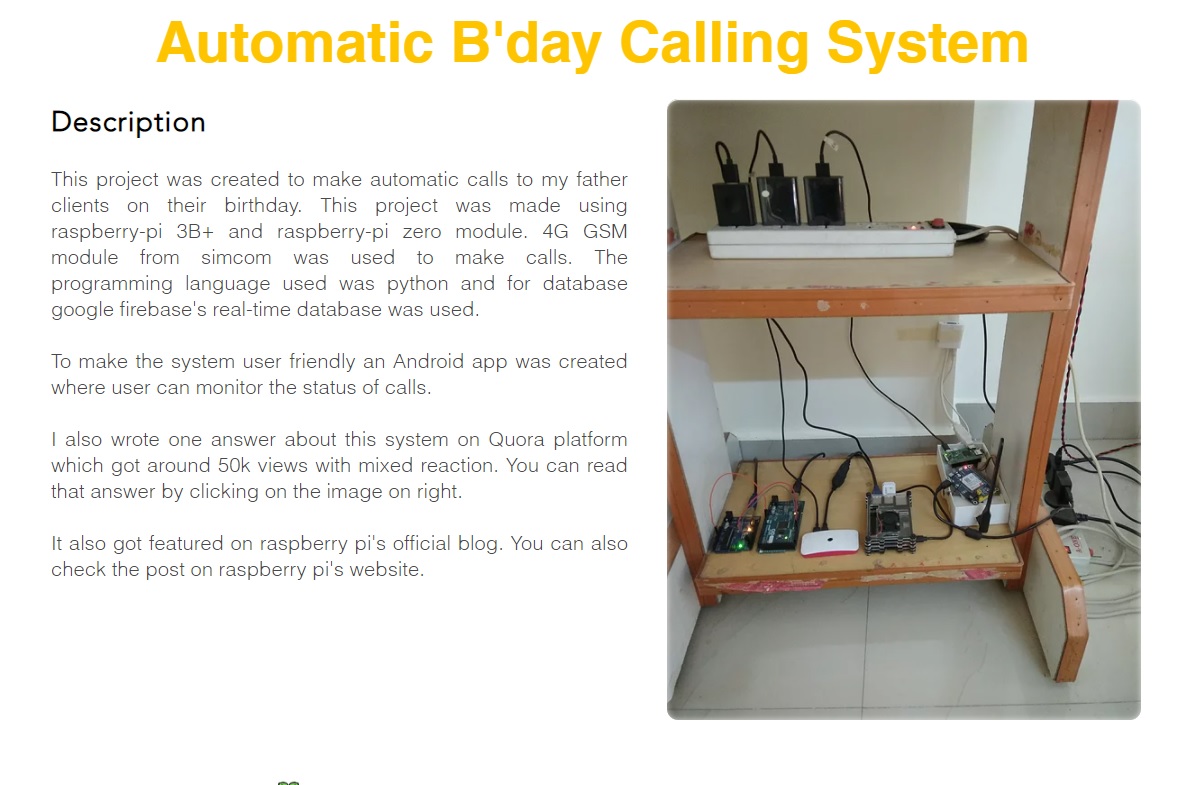 Automatic B'day Calling System
Description
This project was created to make automatic calls to my father
clients on their birthday. This project was made using
raspberry-pi 3B+ and raspberry-pi zero module. 4G GSM
module from simcom was used to make calls. The
programming language used was python and for database
google firebase's real-time database was used.
To make the system user friendly an Android app was created
where user can monitor the status of calls.
I also wrote one answer about this system on Quora platform
which got around 50k views with mixed reaction. You can read
that answer by clicking on the image on right.
It also got featured on raspberry pi's official blog. You can also
check the post on raspberry pi's website.